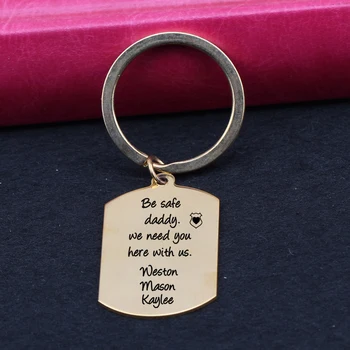 Be safe
daddy.
we need you
here with us.
Weston
Mason
Kaylee